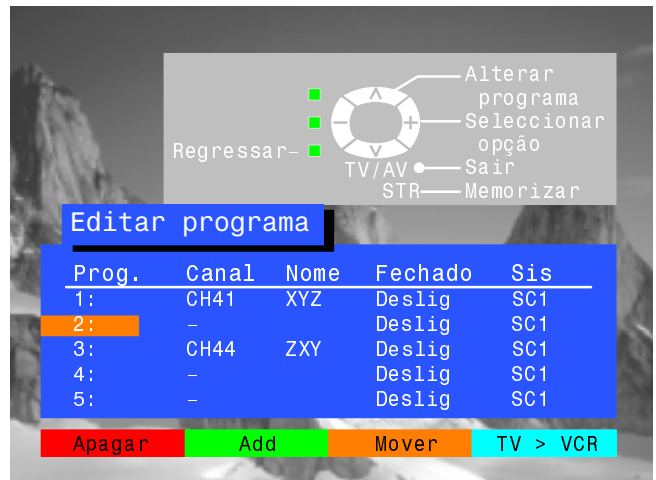 Alterar
programa
Seleccionar
opção
Regressar
TV/AV Sair
STR Memorizar
Editar programa
Prog. Canal Nome Fechado Sis
1: CH41 XYZ Deslig SC1
2: – Deslig SC1
3: CH44 ZXY Deslig SC1
4: – Deslig SC1
5: – Deslig SC1
Apagar Add Mover TV > VCR